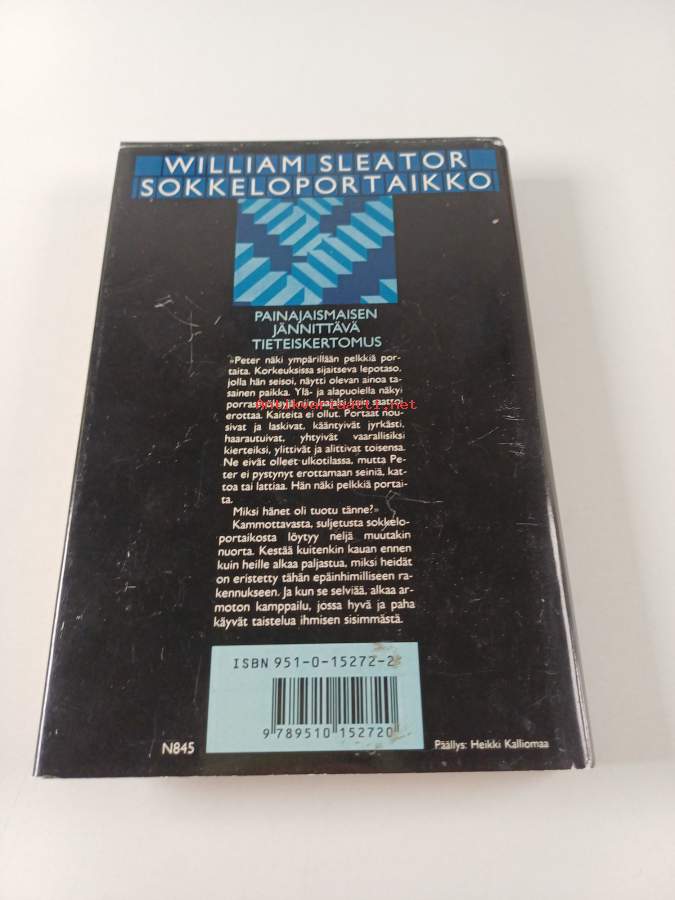 WILLIAM SLEATOR
SOKKELOPORTAIKKO
PAINAJAISMAISEN
JÄNNITTÄVÄ
TIETEISKERTOMUS
»Peter näki ympärillään pelkkiä por-
taita. Korkeuksissa sijaitseva lepotaso,
jolla hän seisoi, näytti olevan ainoa ta-
sainen paikka. Ylä- ja alapuolella näkyi
niin kuin saattoi
Antikvariaatti.net
erottaa. Kaiteita ei ollut. Portaat nou-
sivat ja laskivat, kääntyivät jyrkästi,
haarautuivat, yhtyivät vaarallisiksi
kierteiksi, ylittivät ja alittivat toisensa.
Ne eivät olleet ulkotilassa, mutta Pe-
ter ei pystynyt erottamaan seiniä, kat-
toa tai lattiaa. Hän näki pelkkiä portai-
ta.
Miksi hänet oli tuotu tänne?»
Kammottavasta, suljetusta sokkelo-
portaikosta löytyy neljä muutakin
nuorta. Kestää kuitenkin kauan ennen
kuin heille alkaa paljastua, miksi heidät
on eristetty tähän epäinhimilliseen ra-
kennukseen. Ja kun se selviää, alkaa ar-
moton kamppailu, jossa hyvä ja paha
käyvät taistelua ihmisen sisimmästä.
ISBN 951-0-15272-2
9 789510 152720
N845
Päällys: Heikki Kalliomaa